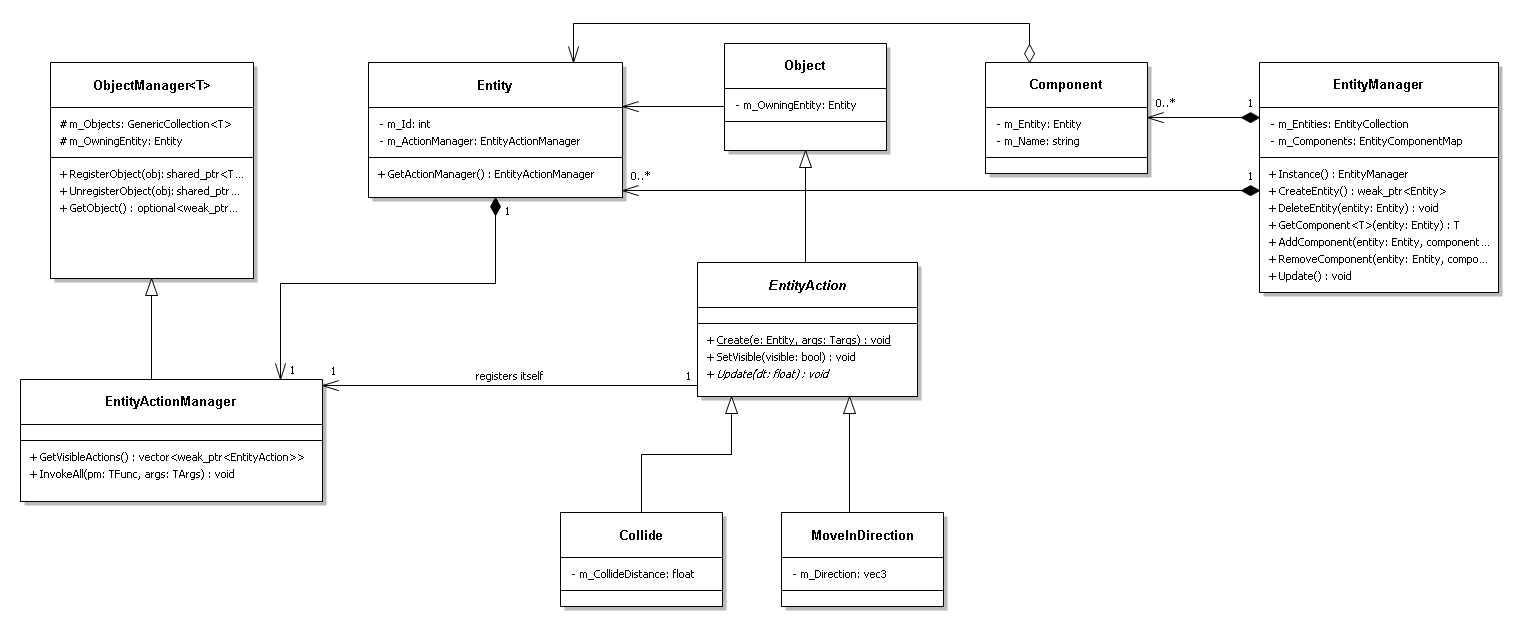 ObjectManager<T>
# m_Objects: GenericCollection<T>
# m_OwningEntity: Entity
+ RegisterObject(obj: shared_ptr<T...
+ UnregisterObject(obj: shared_ptr...
+ GetObject() : optional<weak_ptr...
Entity
- m_Id: int
- m_ActionManager: EntityActionManager
+ GetActionManager() : EntityActionManager
Object
- m_OwningEntity: Entity
Component
- m_Entity: Entity
- m_Name: string
EntityManager
- m_Entities: EntityCollection
- m_Components: EntityComponentMap
+ Instance() : EntityManager
+ CreateEntity() : weak_ptr<Entity>
+ DeleteEntity(entity: Entity) : void
+ GetComponent<T>(entity: Entity) : T
+ AddComponent(entity: Entity, component ...
+ RemoveComponent(entity: Entity, compo...
+ Update() : void
0..*
1
0..*
1
1
1
EntityAction
+ Create(e: Entity, args: Targs) : void
+ SetVisible(visible: bool) : void
+ Update(dt: float) : void
1
registers itself
1
EntityActionManager
+ GetVisibleActions() : vector<weak_ptr<EntityAction>>
+ InvokeAll(pm: TFunc, args: TArgs) : void
Collide
- m_CollideDistance: float
MoveInDirection
- m_Direction: vec3